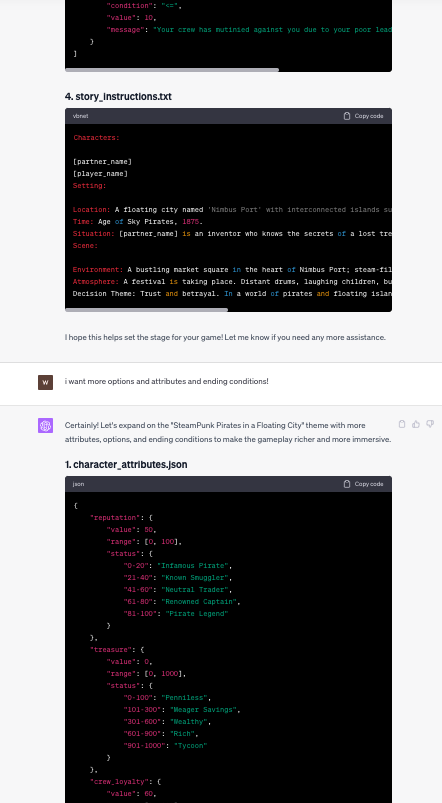 "condition": "<=",
"value": 10,
"message": "Your crew has mutinied against you due to your poor lead
}
]
4. story_instructions.txt
vbnet
Copy code
Characters:
[partner_name]
[player_name]
Setting:
Location: A floating city named 'Nimbus Port' with interconnected islands su
Time: Age of Sky Pirates, 1875.
Situation: [partner_name] is an inventor who knows the secrets of a lost tre
Scene:
Environment: A bustling market square in the heart of Nimbus Port; steam-fil
Atmosphere: A festival is taking place. Distant drums, laughing children, bu
Decision Theme: Trust and betrayal. In a world of pirates and floating islan
I hope this helps set the stage for your game! Let me know if you need any more assistance.
W
i want more options and attributes and ending conditions!
Certainly! Let's expand on the "SteamPunk Pirates in a Floating City" theme with more
attributes, options, and ending conditions to make the gameplay richer and more immersive.
1. character_attributes.json
json
Copy code
{
"reputation": {
"value": 50,
"range": [0, 100],
"status": {
"0-20": "Infamous Pirate",
"21-40": "Known Smuggler",
"41-60": "Neutral Trader",
"61-80": "Renowned Captain",
"81-100": "Pirate Legend"
}
},
"treasure": {
"value": 0,
"range": [0, 1000],
"status": {
"0-100": "Penniless",
"101-300": "Meager Savings",
"301-600": "Wealthy",
"601-900": "Rich",
"901-1000": "Tycoon"
}
},
"crew_loyalty": {
"value": 60,